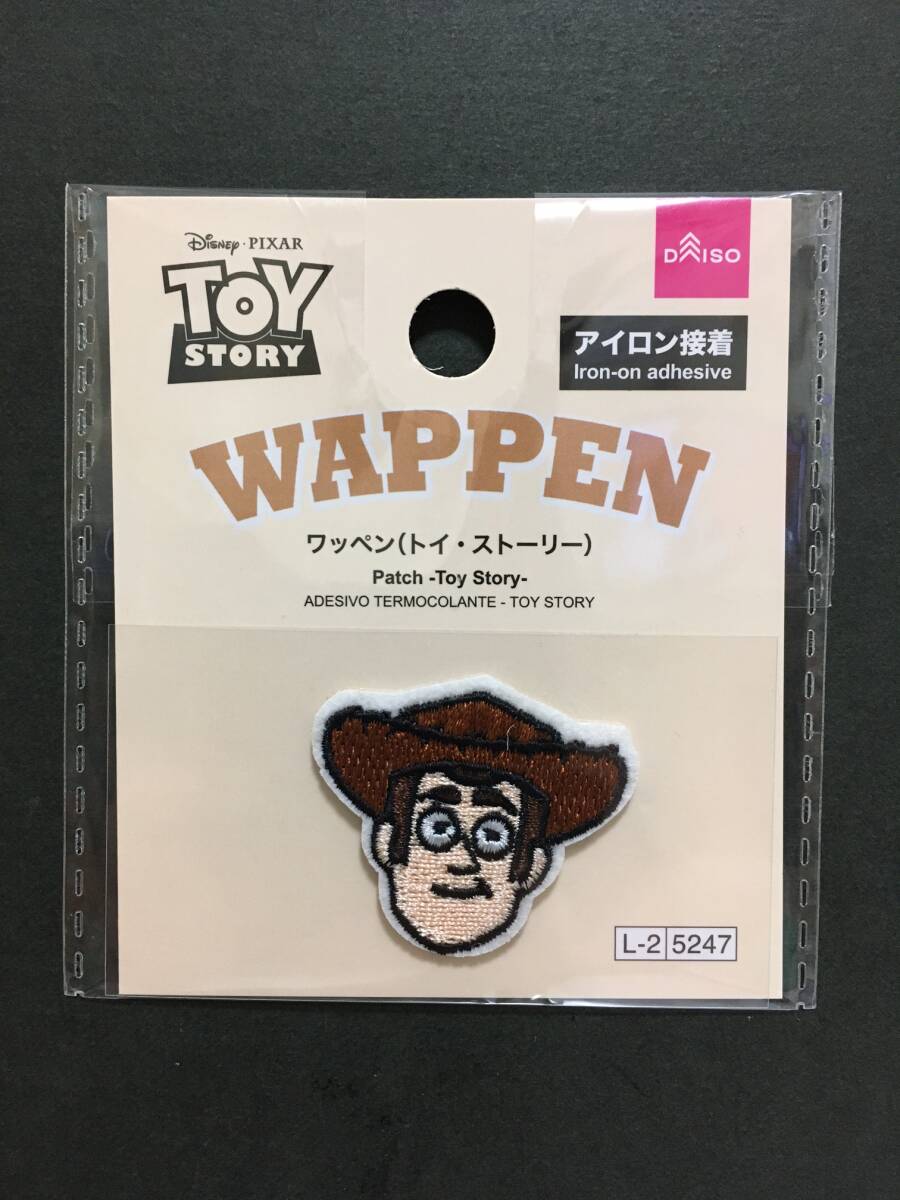 Disney · PIXAR
TOY
STORY
DAISO
アイロン接着
Iron-on adhesive
WAPPEN
ワッペン(トイ・ストーリー)
Patch -Toy Story-
ADESIVO TERMOCOLANTE - TOY STORY
L-2 5247